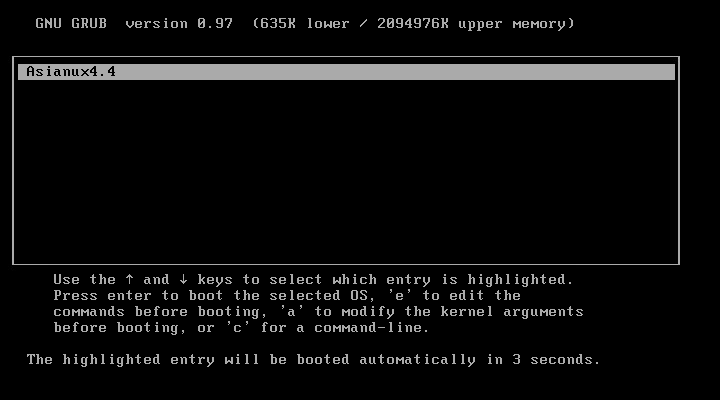 GNU GRUB  version 0.97  (635K lower / 2094976K upper memory)
Asianux4.4
Use the ↑ and ↓ keys to select which entry is highlighted.
Press enter to boot the selected OS, 'e' to edit the
commands before booting, 'a' to modify the kernel arguments
before booting, or 'c' for a command-line.
The highlighted entry will be booted automatically in 3 seconds.